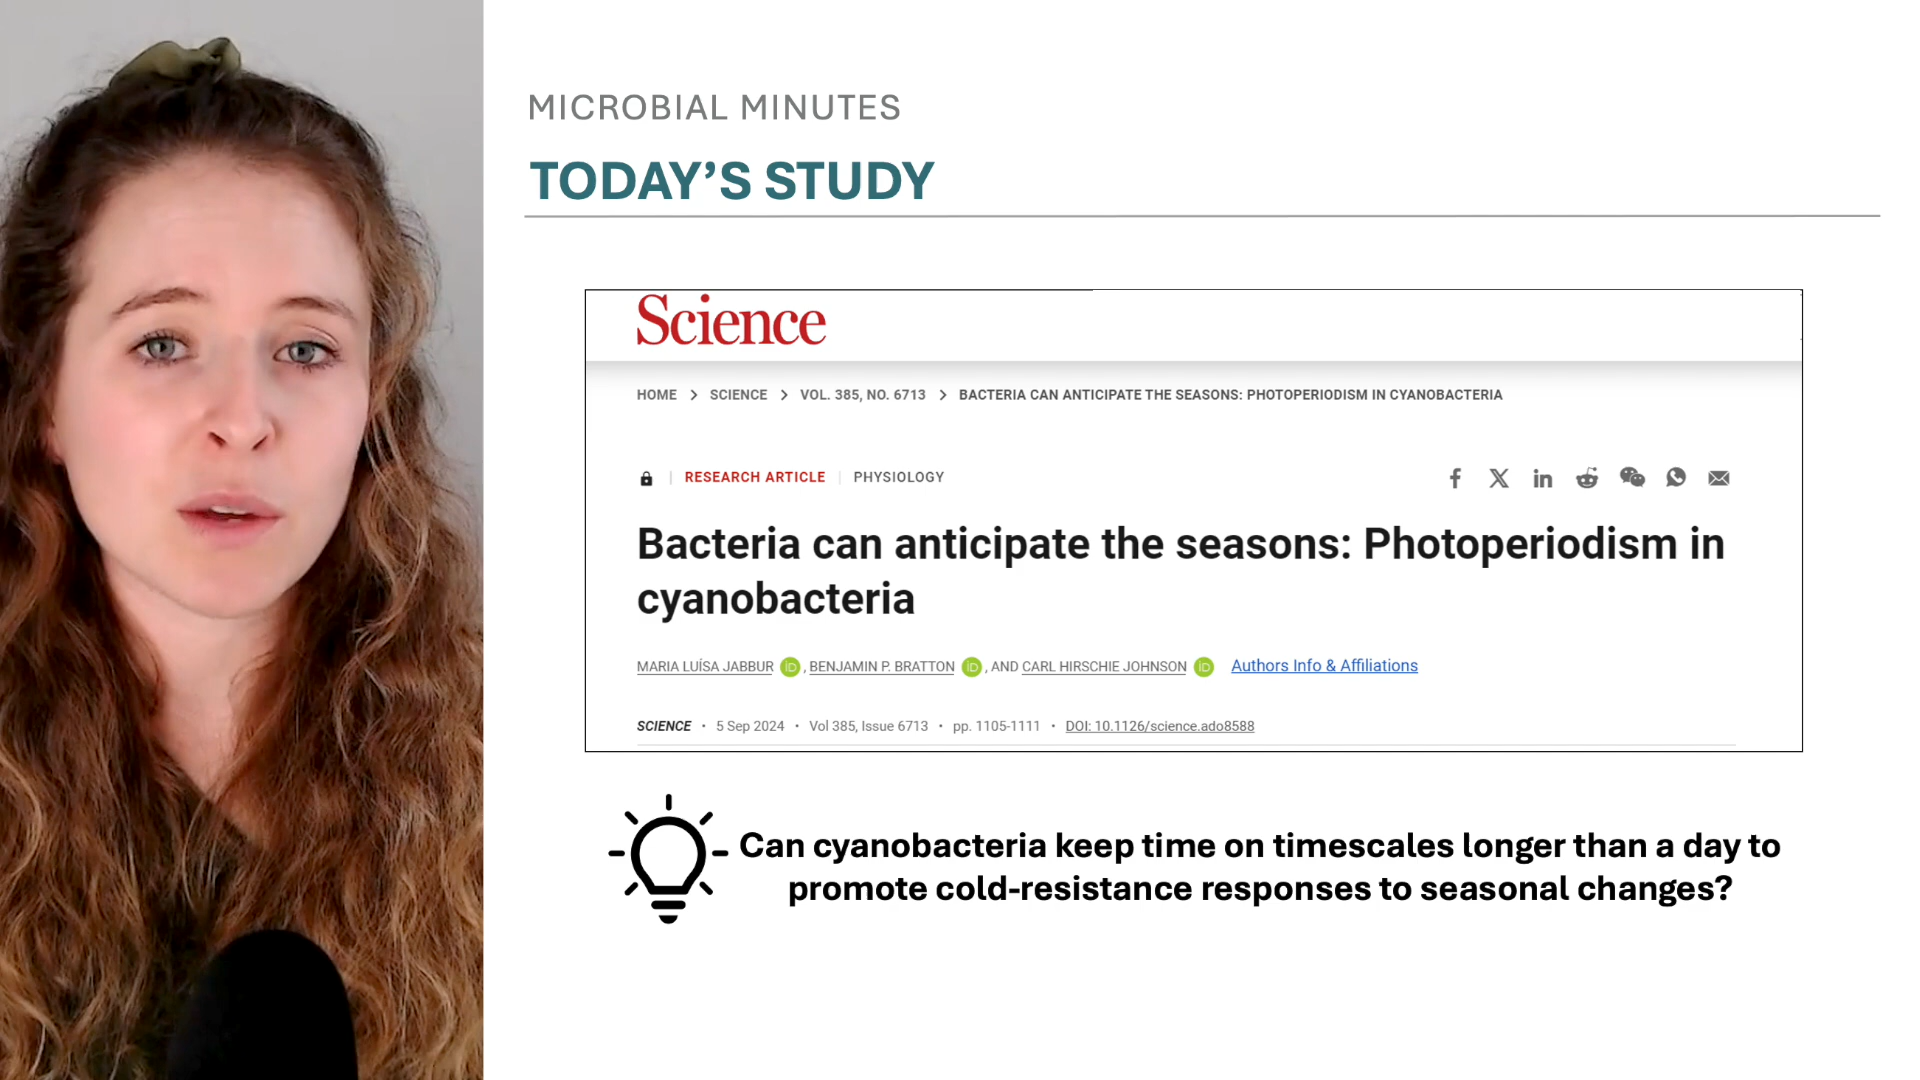 MICROBIAL MINUTES
TODAY’S STUDY
Science
HOME > SCIENCE > VOL. 385, NO. 6713 > BACTERIA CAN ANTICIPATE THE SEASONS: PHOTOPERIODISM IN CYANOBACTERIA
RESEARCH ARTICLE | PHYSIOLOGY
Bacteria can anticipate the seasons: Photoperiodism in
cyanobacteria
MARIA LUÍSA JABBUR iD, BENJAMIN P. BRATTON iD, AND CARL HIRSCHIE JOHNSON iD Authors Info & Affiliations
SCIENCE • 5 Sep 2024 • Vol 385, Issue 6713 • pp. 1105-1111 • DOI: 10.1126/science.ado8588
Can cyanobacteria keep time on timescales longer than a day to
promote cold-resistance responses to seasonal changes?